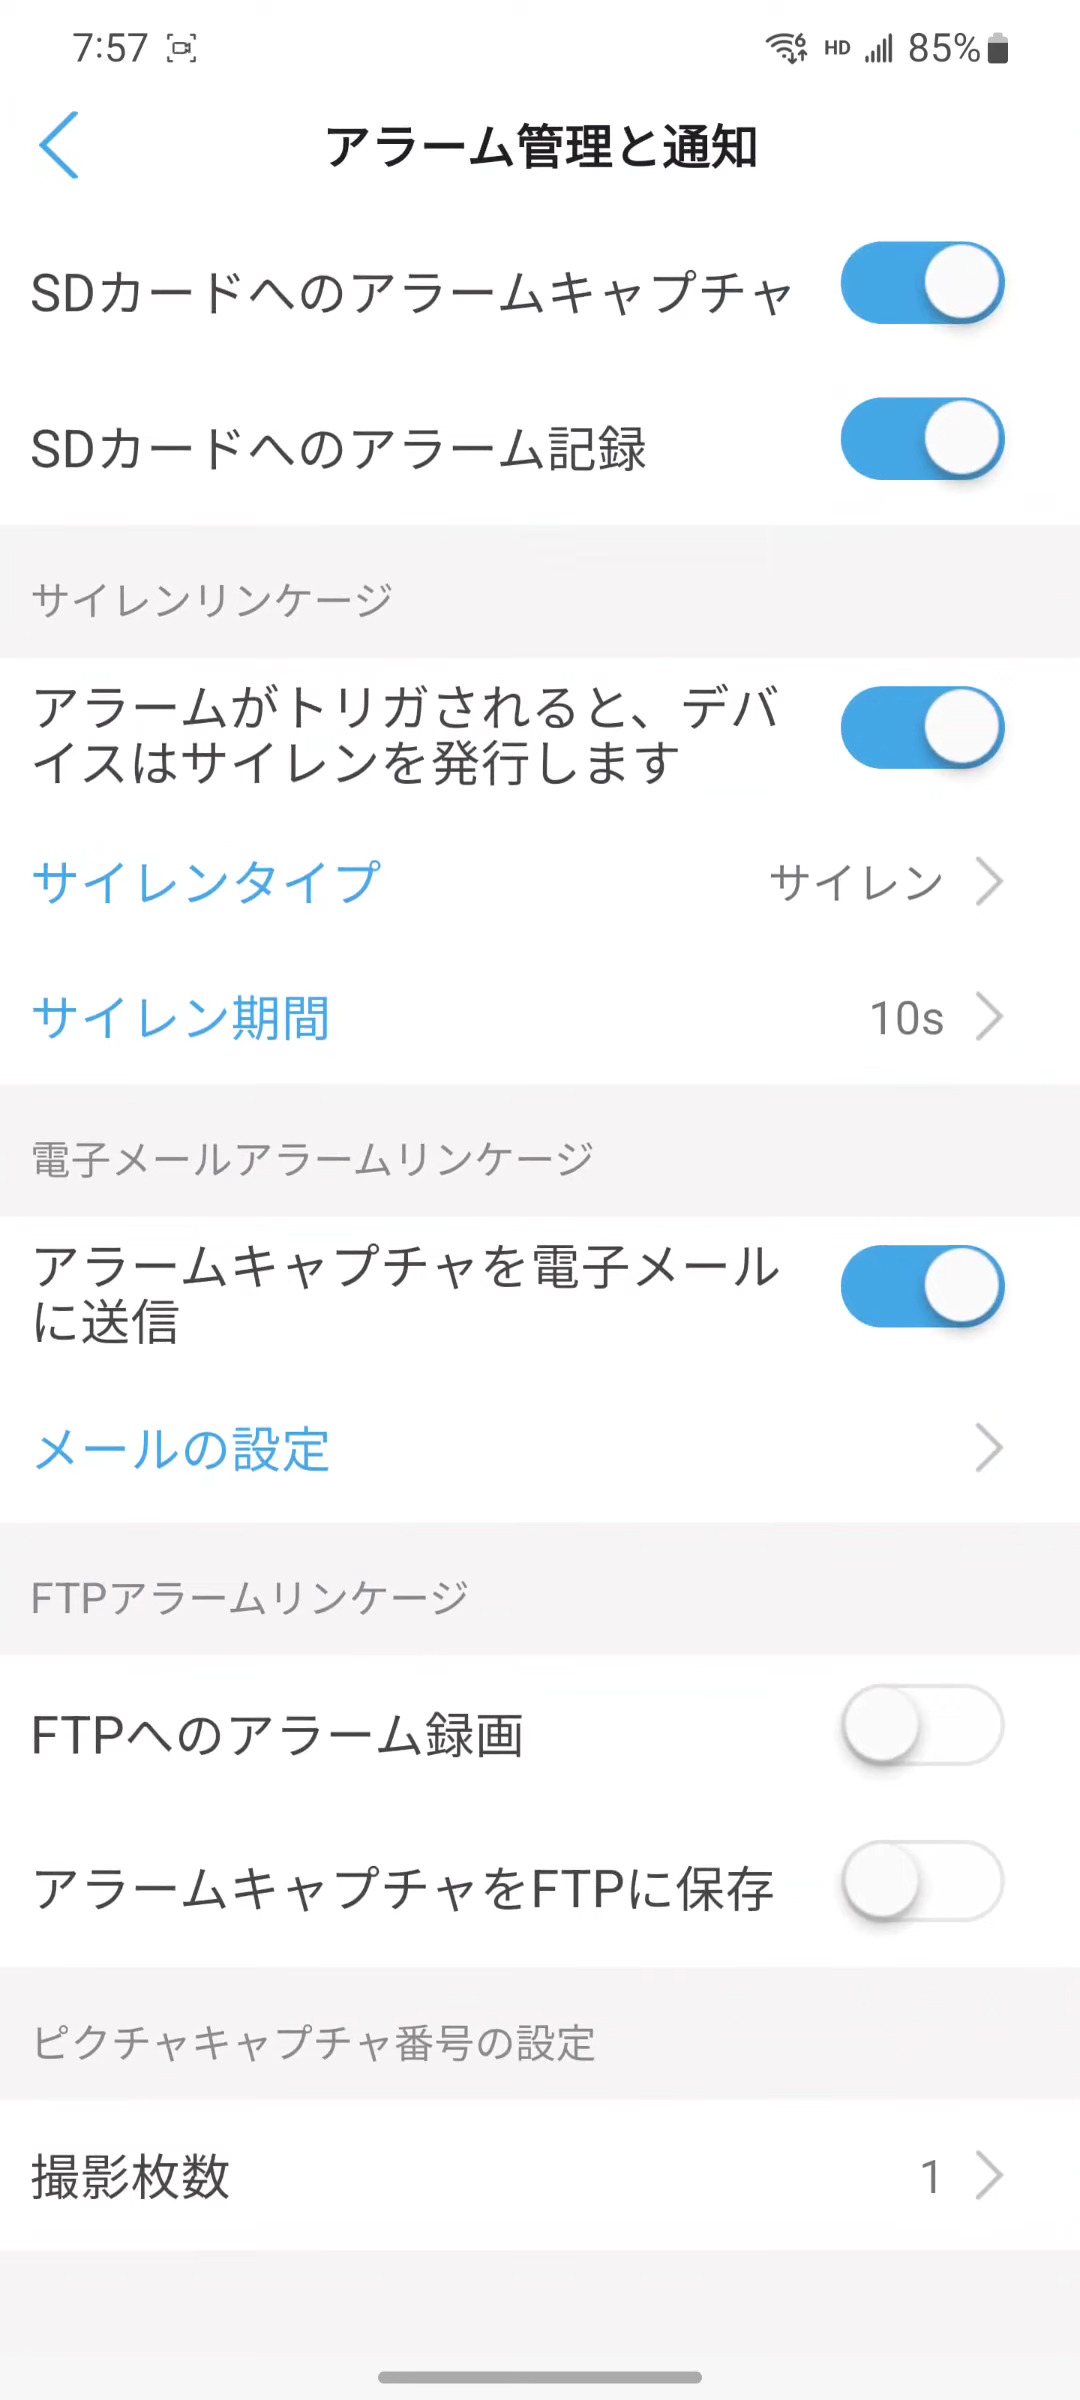 7:57 HD 85%
アラーム管理と通知
SDカードへのアラームキャプチャ
SDカードへのアラーム記録
サイレンリンケージ
アラームがトリガされると、デバ
イスはサイレンを発行します
サイレンタイプ サイレン
サイレン期間 10s
電子メールアラームリンケージ
アラームキャプチャを電子メール
に送信
メールの設定
FTPアラームリンケージ
FTPへのアラーム録画
アラームキャプチャをFTPに保存
ピクチャキャプチャ番号の設定
撮影枚数 1